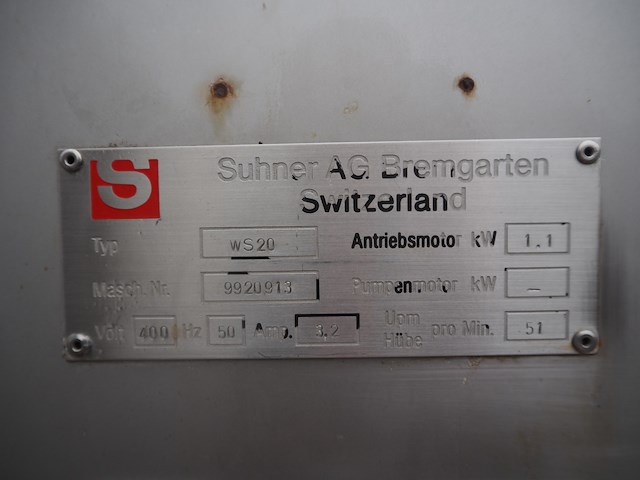 S Suhner AG Bremgarten
Switzerland
Typ WS20 Antriebsmotor kW 1.1
Masch. Nr. 9920913 Pumpenmotor kW –
Volt 400 Hz 50 Amp. 3.2 Upm Hübe pro Min. 51